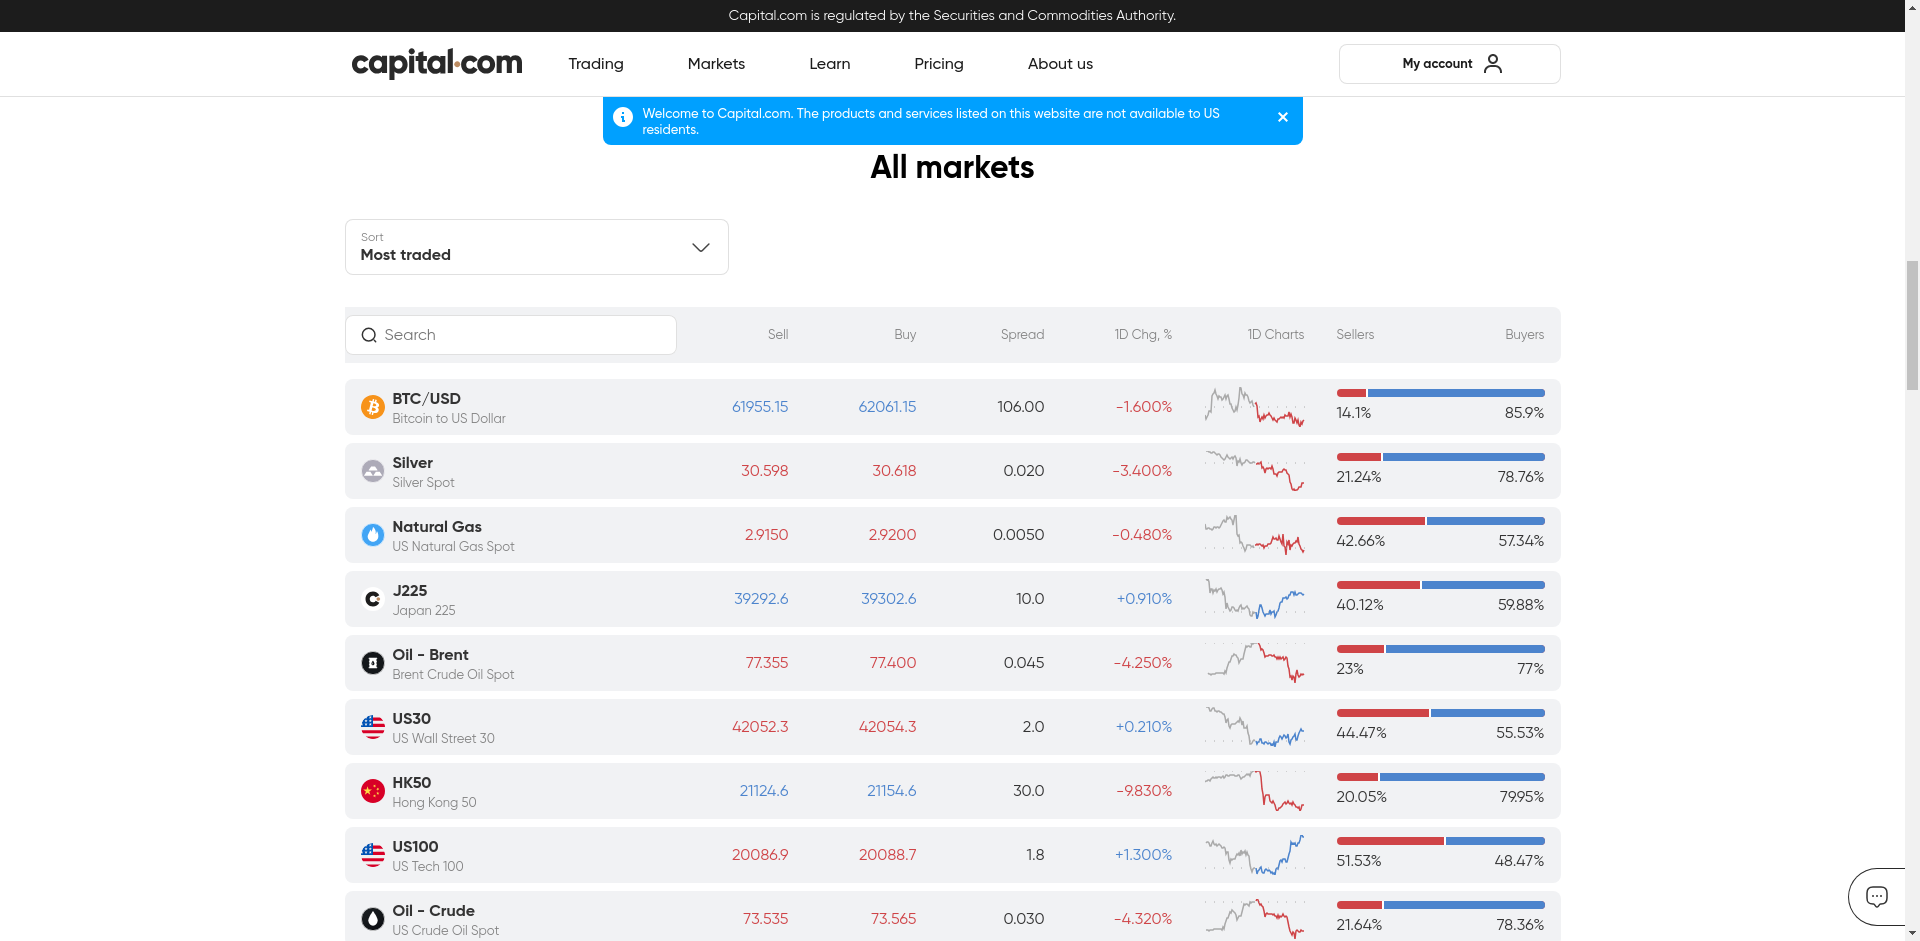 Capital.com is regulated by the Securities and Commodities Authority.
capital.com Trading Markets Learn Pricing About us My account
Welcome to Capital.com. The products and services listed on this website are not available to US
residents.
All markets
Sort
Most traded
Search Sell Buy Spread 1D Chg, % 1D Charts Sellers Buyers
BTC/USD
Bitcoin to US Dollar
61955.15 62061.15 106.00 -1.600% 14.1% 85.9%
Silver
Silver Spot
30.598 30.618 0.020 -3.400% 21.24% 78.76%
Natural Gas
US Natural Gas Spot
2.9150 2.9200 0.0050 -0.480% 42.66% 57.34%
J225
Japan 225
39292.6 39302.6 10.0 +0.910% 40.12% 59.88%
Oil - Brent
Brent Crude Oil Spot
77.355 77.400 0.045 -4.250% 23% 77%
US30
US Wall Street 30
42052.3 42054.3 2.0 +0.210% 44.47% 55.53%
HK50
Hong Kong 50
21124.6 21154.6 30.0 -9.830% 20.05% 79.95%
US100
US Tech 100
20086.9 20088.7 1.8 +1.300% 51.53% 48.47%
Oil - Crude
US Crude Oil Spot
73.535 73.565 0.030 -4.320% 21.64% 78.36%